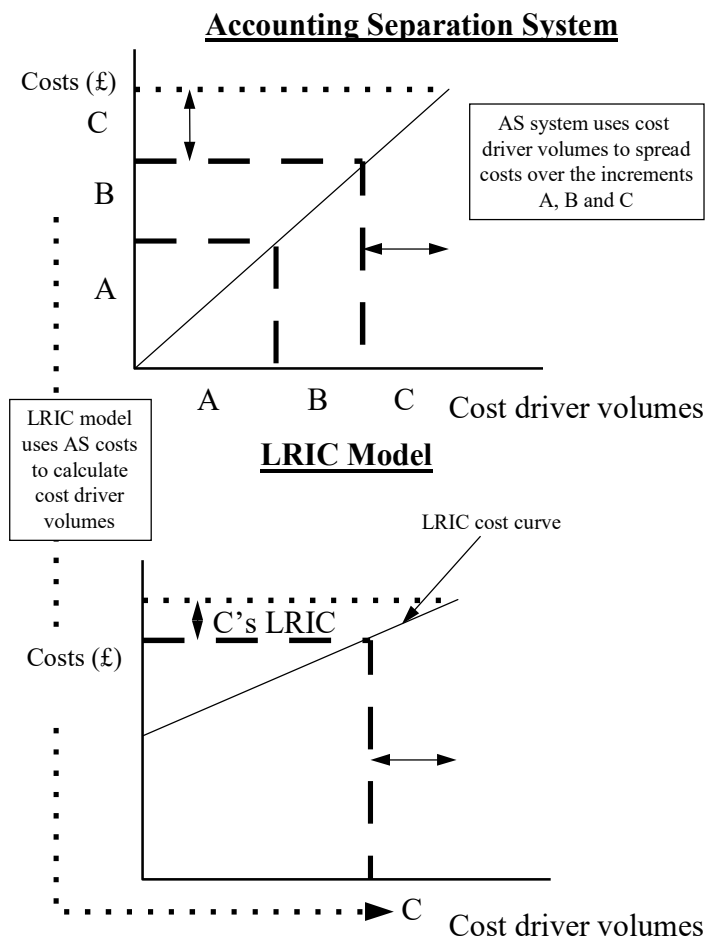 Accounting Separation System
Costs (£)
C
B
A
AS system uses cost
driver volumes to spread
costs over the increments
A, B and C
A B C
Cost driver volumes
LRIC model
uses AS costs
to calculate
cost driver
volumes
LRIC Model
LRIC cost curve
C’s LRIC
Costs (£)
C
Cost driver volumes